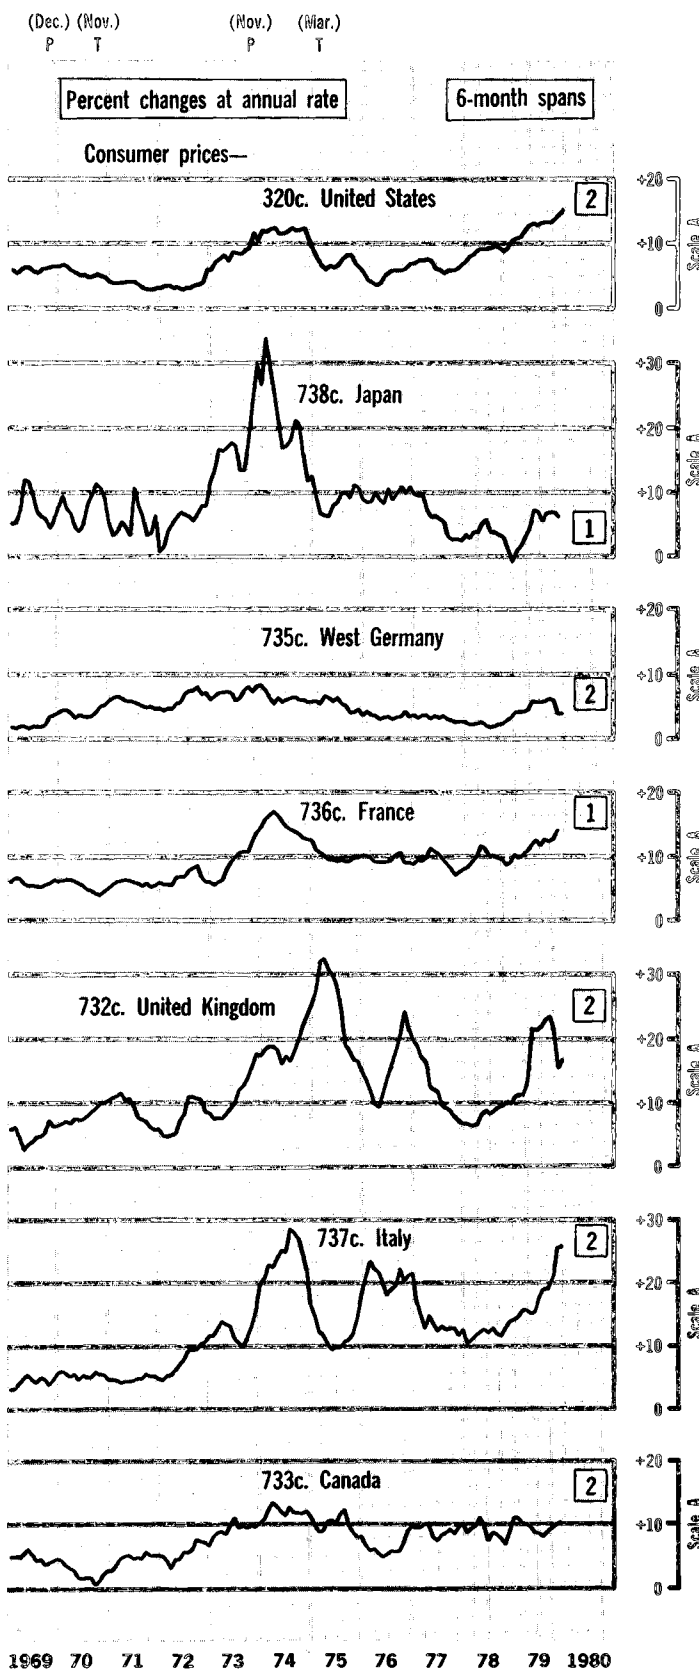 (Dec.) (Nov.) (Nov.) (Mar.)
P T P T
Percent changes at annual rate 6-month spans
Consumer prices—
320c. United States 2
+20
+10
0
Scale A
738c. Japan
1
+30
+20
+10
0
Scale A
735c. West Germany
2
+20
+10
0
Scale A
736c. France 1
+20
+10
0
Scale A
732c. United Kingdom 2
+30
+20
+10
0
Scale A
737c. Italy 2
+30
+20
+10
0
Scale A
733c. Canada 2
+20
+10
0
Scale A
1969 70 71 72 73 74 75 76 77 78 79 1980